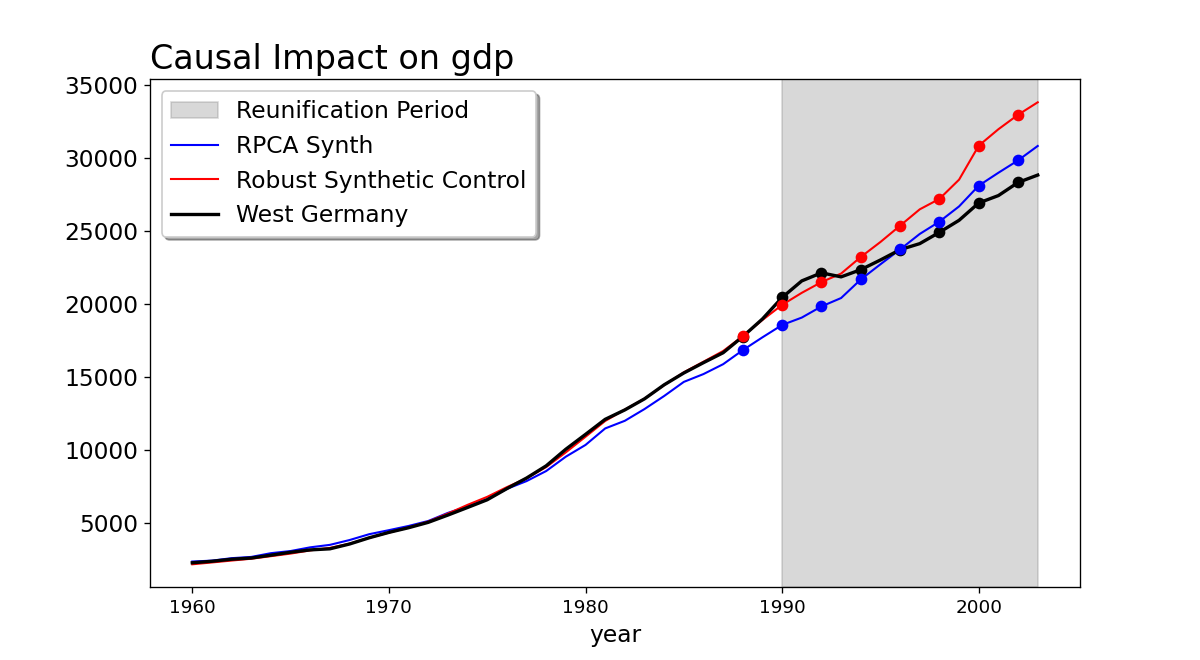 Causal Impact on gdp
35000
30000
25000
20000
15000
10000
5000
Reunification Period
RPCA Synth
Robust Synthetic Control
West Germany
1960
1970
1980
1990
2000
year